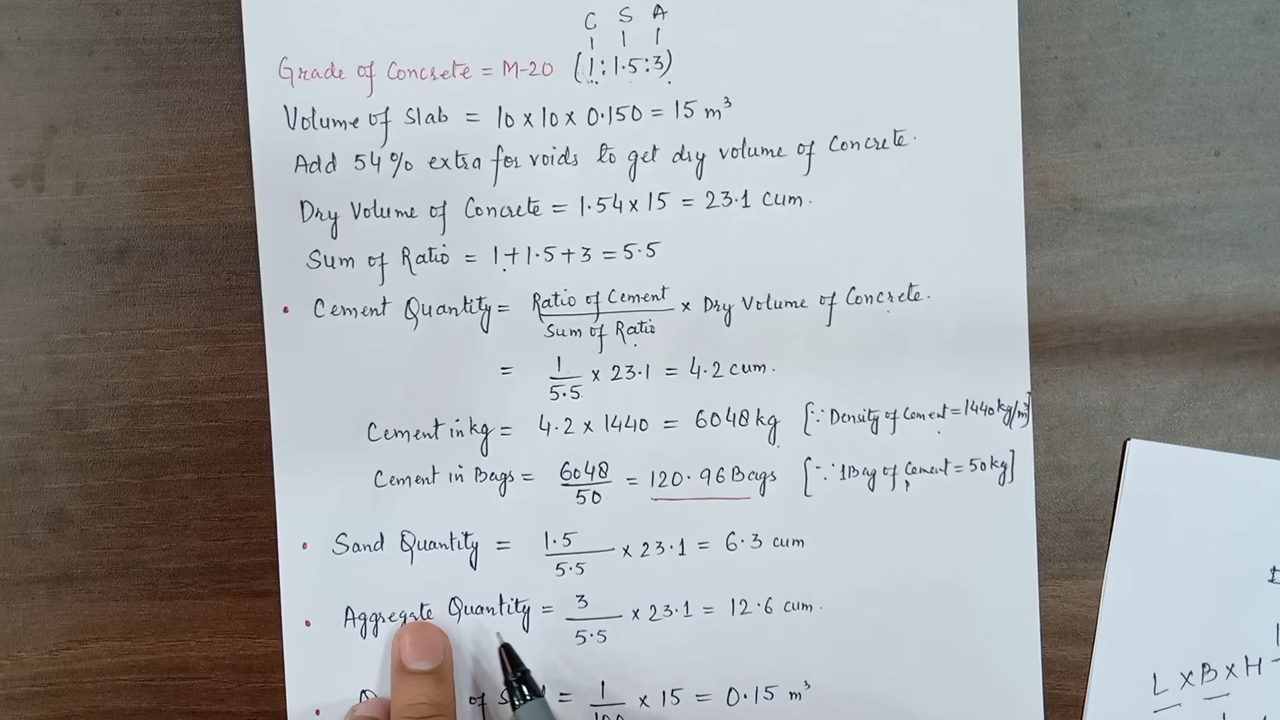 C S A
Grade of Concrete = M-20 (1:1.5:3)
Volume of Slab = 10 x 10 x 0.150 = 15 m³
Add 54% extra for voids to get dry volume of Concrete.
Dry Volume of Concrete = 1.54 x 15 = 23.1 cum.
Sum of Ratio = 1+1.5+3 = 5.5
• Cement Quantity = Ratio of Cement / Sum of Ratio x Dry Volume of Concrete.
= 1/5.5 x 23.1 = 4.2 cum.
Cement in kg = 4.2 x 1440 = 6048 kg [∵ Density of Cement = 1440 kg/m³]
Cement in Bags = 6048/50 = 120.96 Bags [∵ 1 Bag of Cement = 50 kg]
• Sand Quantity = 1.5/5.5 x 23.1 = 6.3 cum
• Aggregate Quantity = 3/5.5 x 23.1 = 12.6 cum.
• of = 1/100 x 15 = 0.15 m³
L x B x H